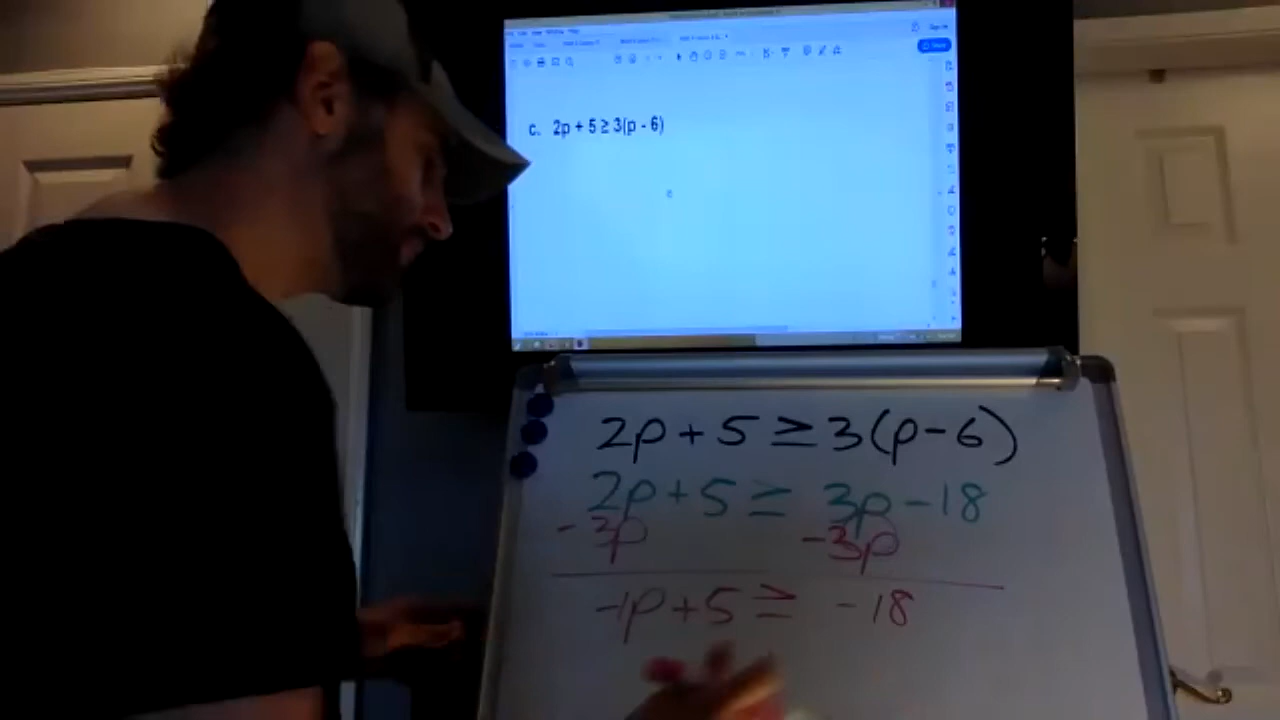 c. 2p + 5 ≥ 3(p - 6)
2p + 5 ≥ 3(p - 6)
2p + 5 ≥ 3p - 18
-3p -3p
-1p + 5 ≥ -18